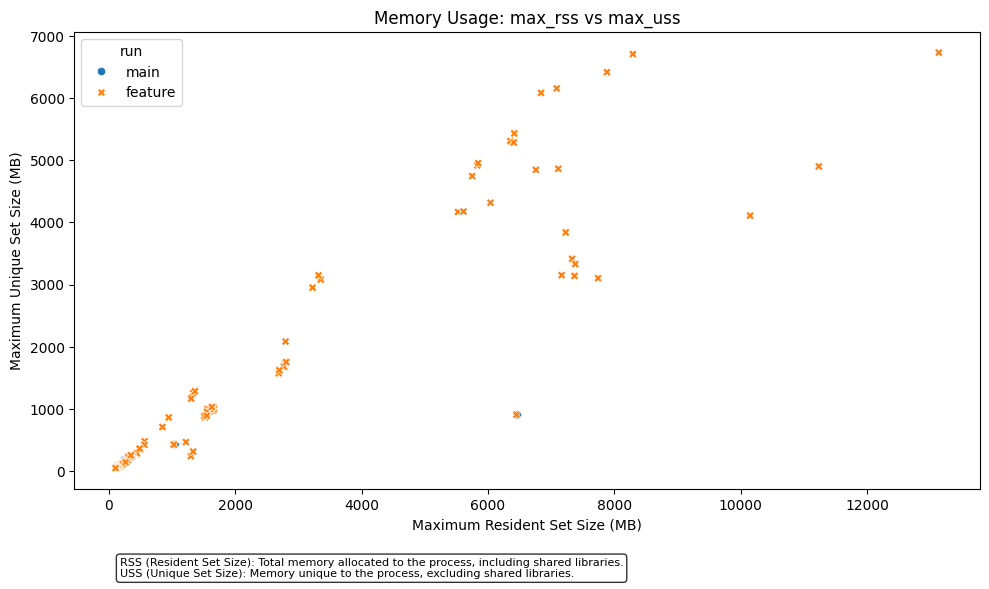 Memory Usage: max_rss vs max_uss
run
main
feature
7000
6000
5000
4000
3000
2000
1000
0
Maximum Unique Set Size (MB)
0
2000
4000
6000
8000
10000
12000
Maximum Resident Set Size (MB)
RSS (Resident Set Size): Total memory allocated to the process, including shared libraries.
USS (Unique Set Size): Memory unique to the process, excluding shared libraries.